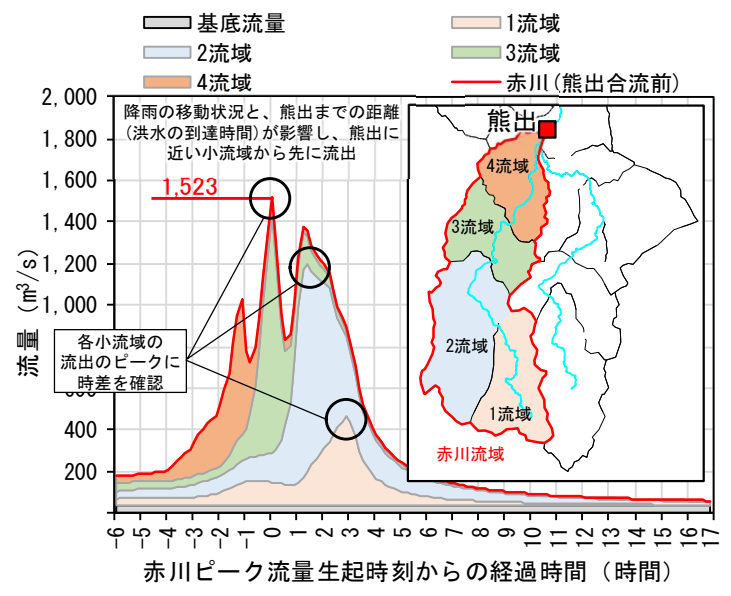 基底流量
1流域
2流域
3流域
4流域
赤川(熊出合流前)
降雨の移動状況と、熊出までの距離
(洪水の到達時間)が影響し、熊出に
近い小流域から先に流出
2,000
1,800
1,600
1,400
1,200
1,000
600
400
200
流量 (m³/s)
1,523
各小流域の
流出のピークに
時差を確認
熊出
4流域
3流域
2流域
1流域
赤川流域
-6 -5 -4 -3 -2 -1 0 1 2 3 4 5 6 7 8 9 10 11 12 13 14 15 16 17
赤川ピーク流量生起時刻からの経過時間 (時間)